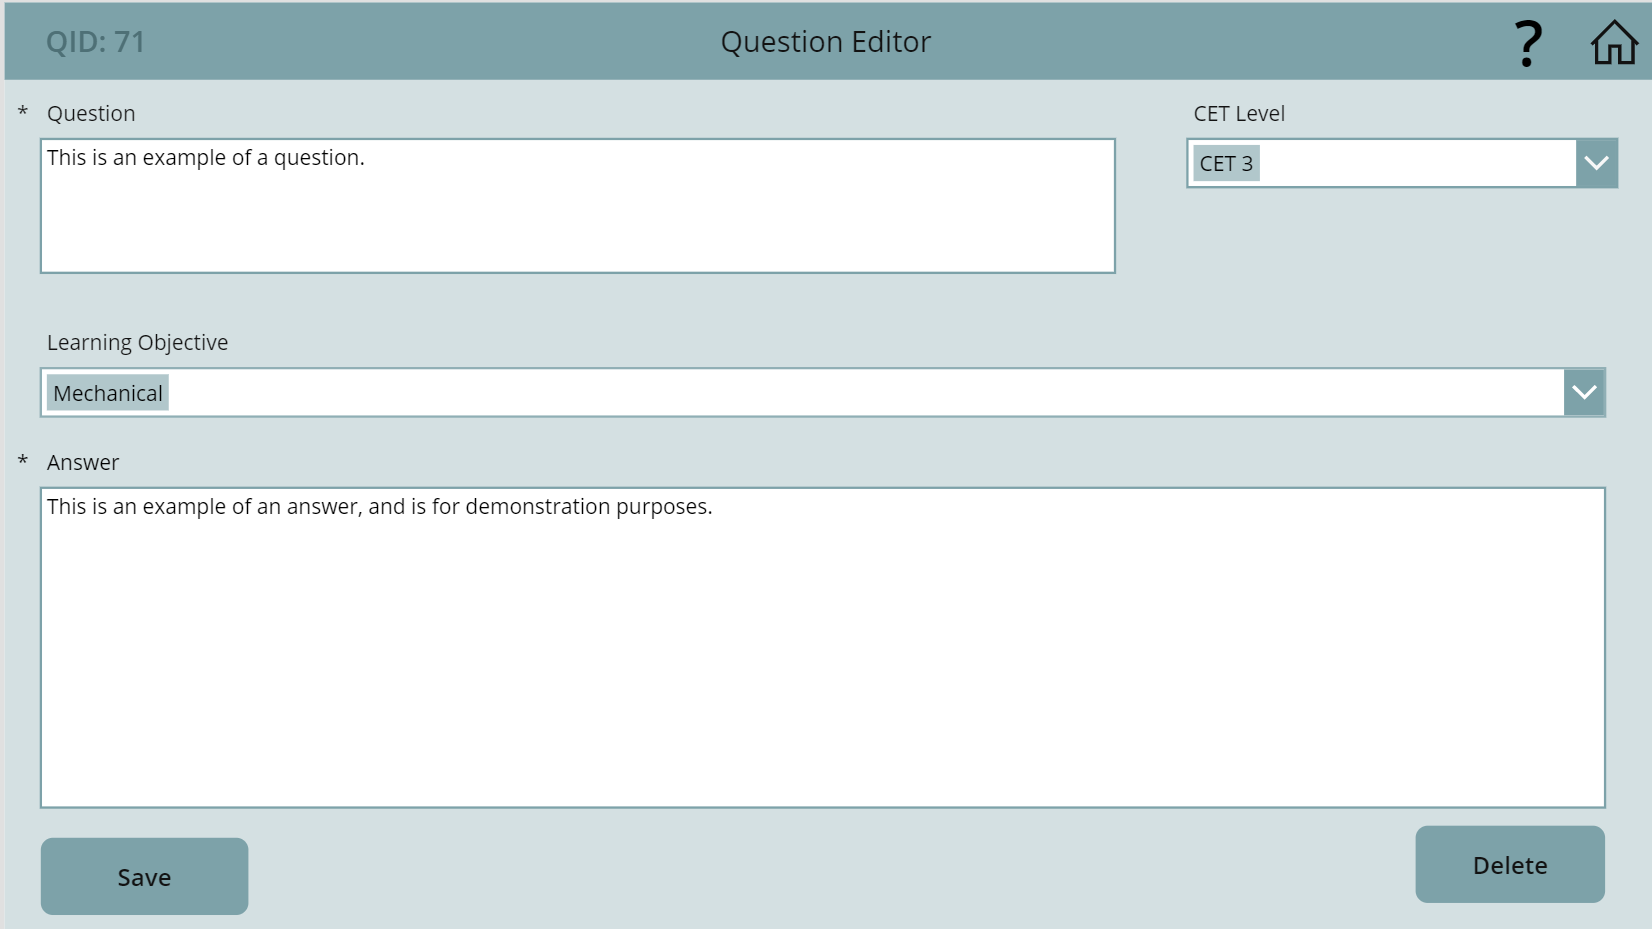 QID: 71
Question Editor
?
* Question
CET Level
This is an example of a question.
CET 3
Learning Objective
Mechanical
* Answer
This is an example of an answer, and is for demonstration purposes.
Save
Delete